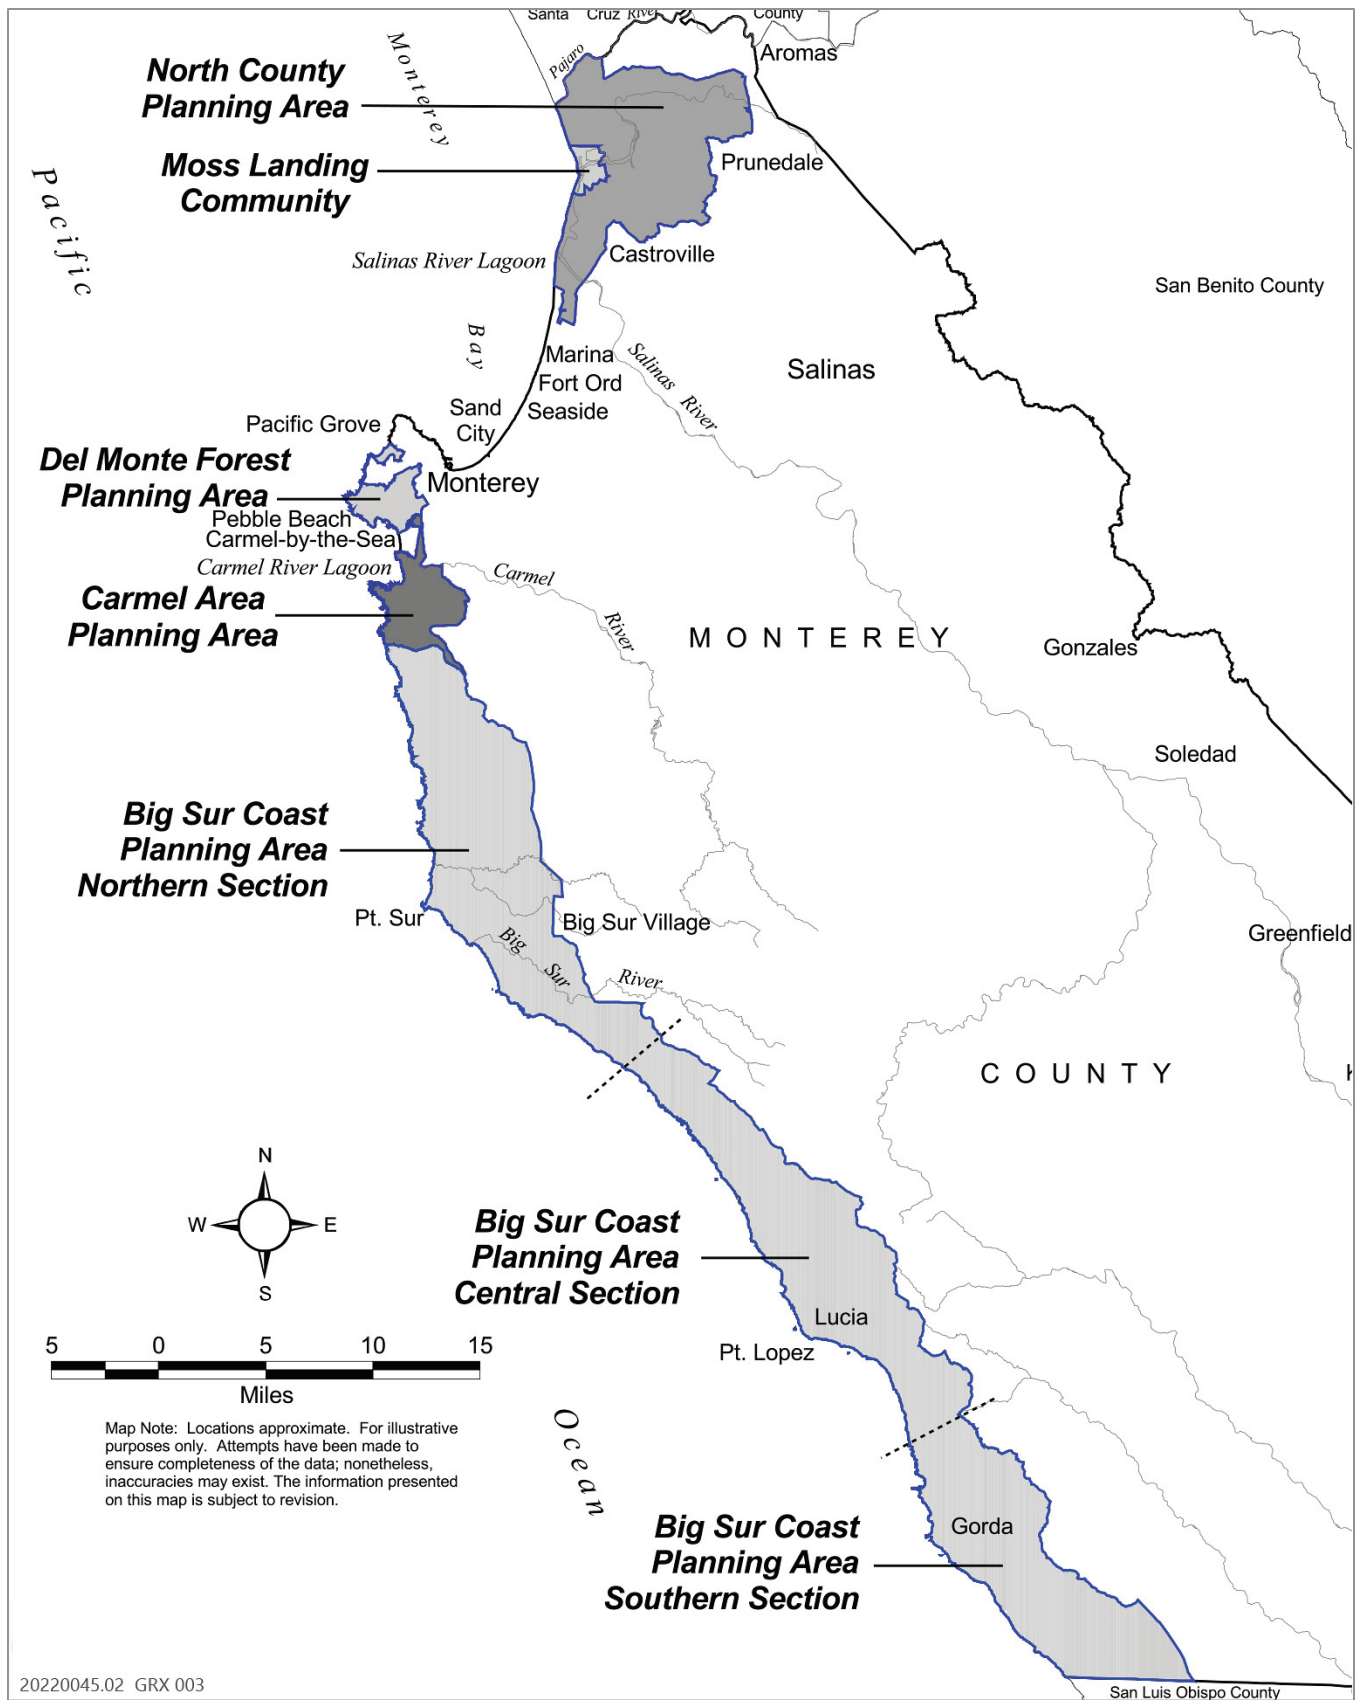 Santa Cruz River County
Pajaro
Aromas
Monterey
North County
Planning Area
Moss Landing
Community
Prunedale
Pacific
Salinas River Lagoon
Castroville
San Benito County
Bay
Marina
Fort Ord
Seaside
Sand
City
Salinas
River
Salinas
Pacific Grove
Del Monte Forest
Planning Area
Monterey
Pebble Beach
Carmel-by-the-Sea
Carmel River Lagoon
Carmel
River
Carmel Area
Planning Area
MONTEREY
Gonzales
Soledad
Big Sur Coast
Planning Area
Northern Section
Pt. Sur
Big Sur Village
Big
Sur
River
Greenfield
COUNTY
N
W
E
S
Big Sur Coast
Planning Area
Central Section
Lucia
Pt. Lopez
5 0 5 10 15
Miles
Map Note: Locations approximate. For illustrative
purposes only. Attempts have been made to
ensure completeness of the data; nonetheless,
inaccuracies may exist. The information presented
on this map is subject to revision.
Ocean
Big Sur Coast
Planning Area
Southern Section
Gorda
20220045.02 GRX 003
San Luis Obispo County